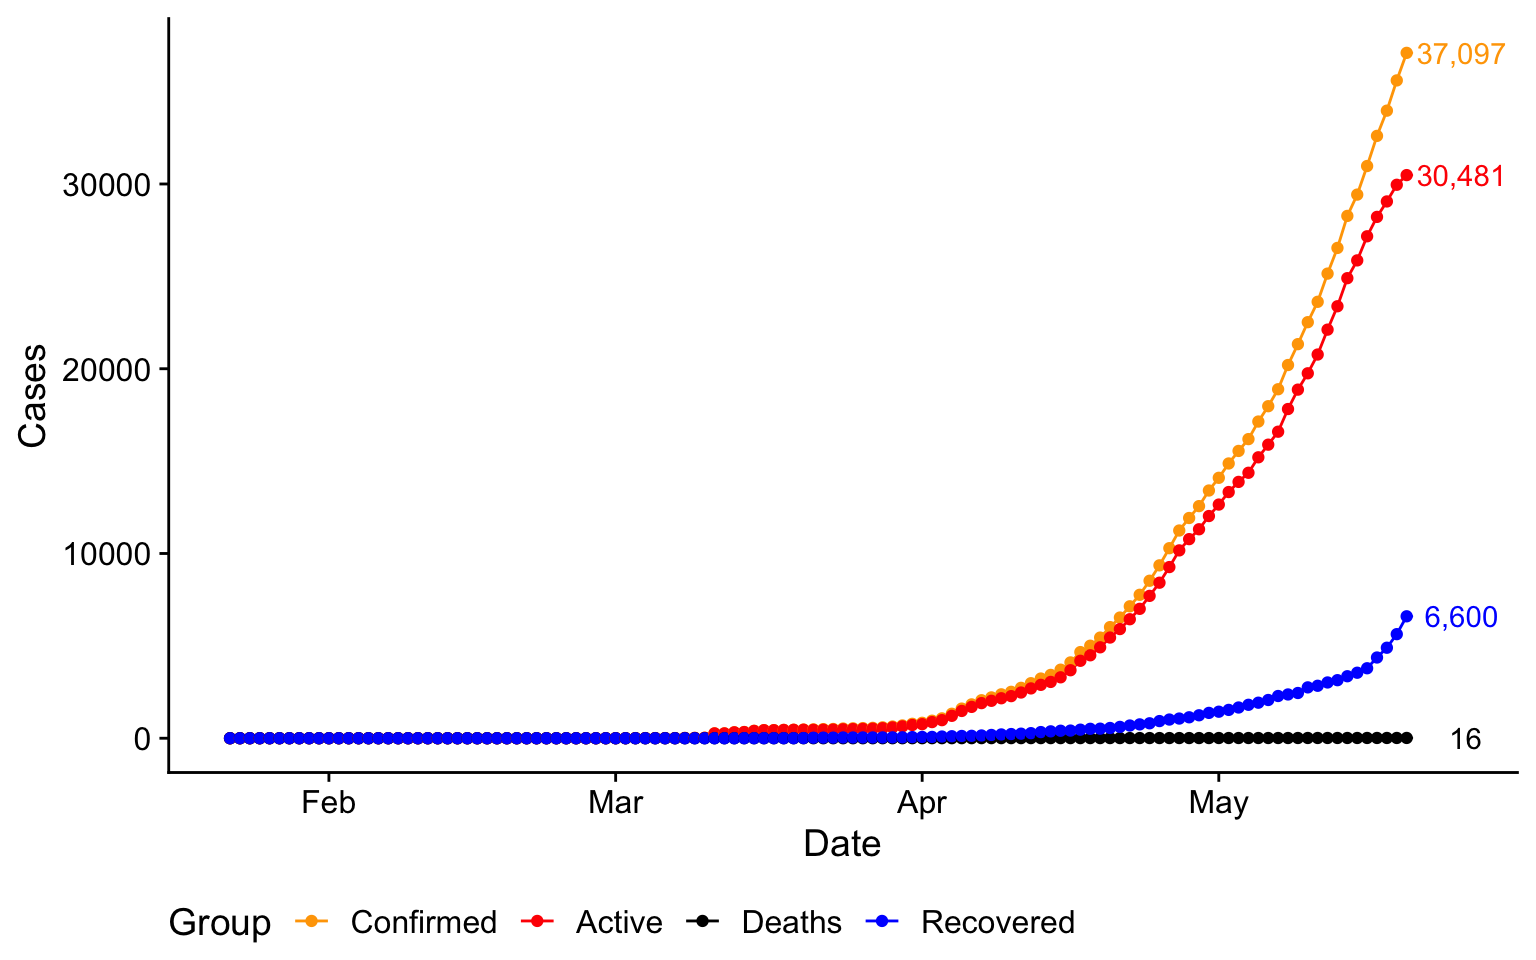 37,097
30,481
30000
20000
10000
6,600
0
16
Cases
Feb Mar Apr May
Date
Group Confirmed Active Deaths Recovered